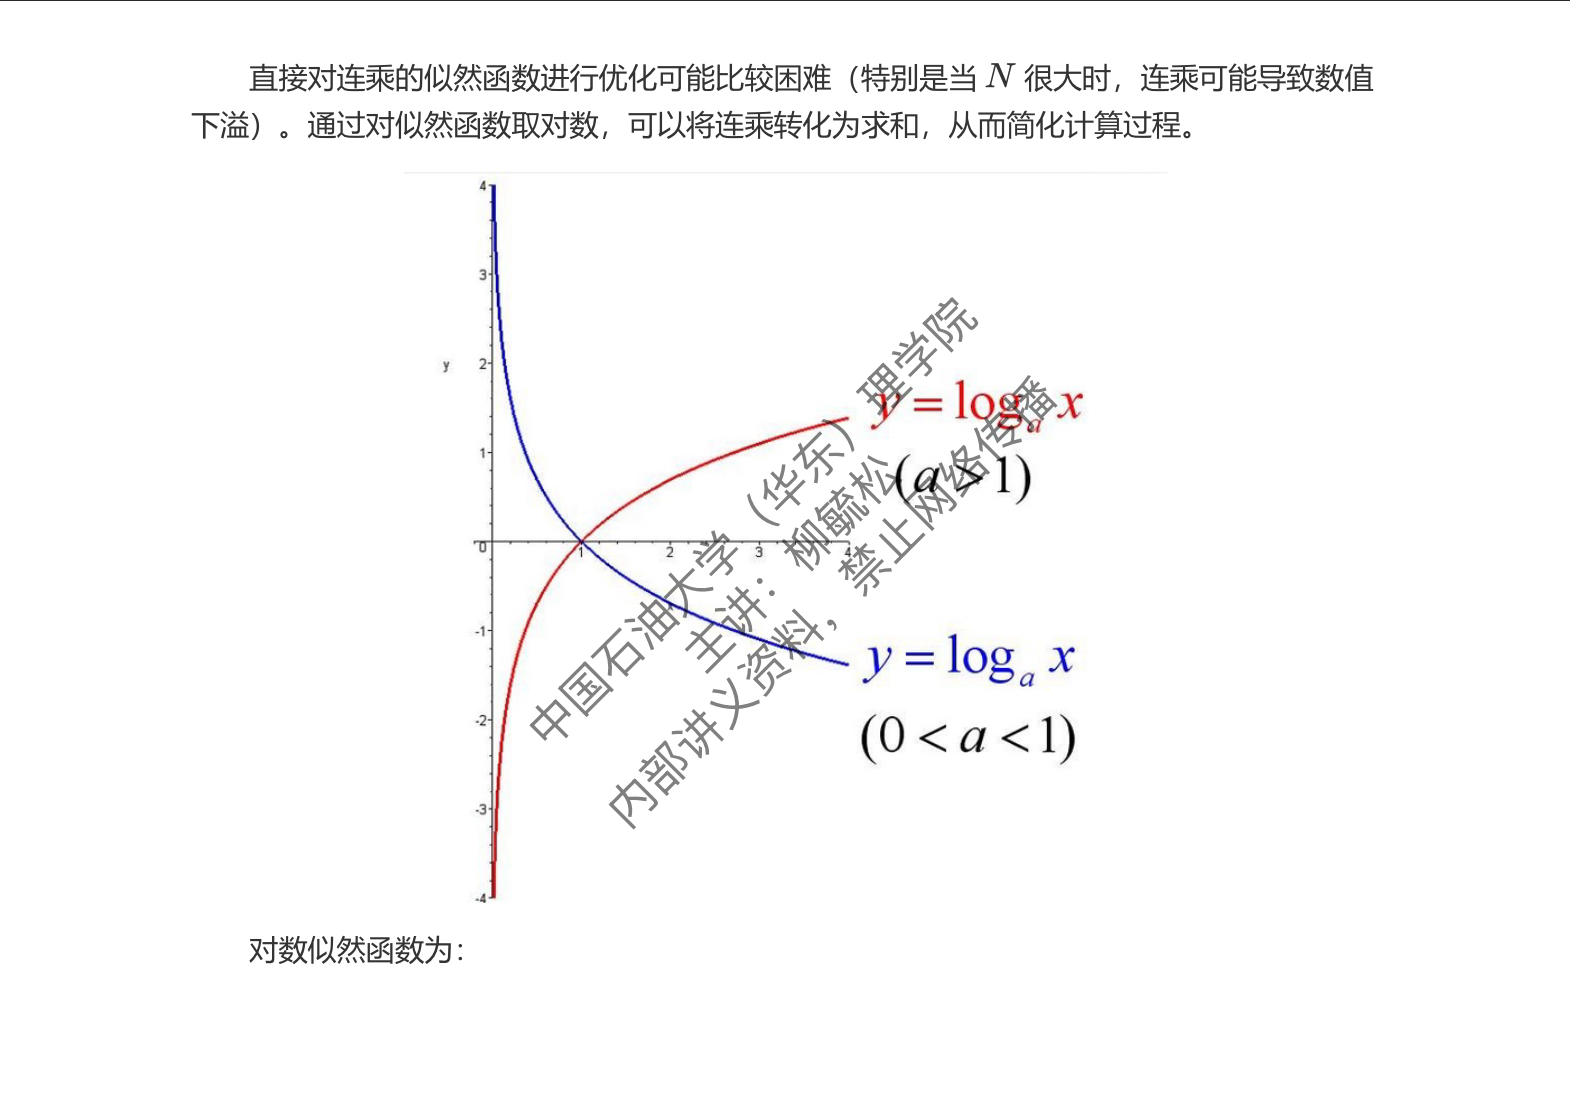 直接对连乘的似然函数进行优化可能比较困难（特别是当 N 很大时，连乘可能导致数值
下溢）。通过对似然函数取对数，可以将连乘转化为求和，从而简化计算过程。
4
3
2
y
1
0
1
2
3
4
-1
-2
-3
-4
y = logₐ x
(a > 1)
y = logₐ x
(0 < a < 1)
中国石油大学（华东）理学院
主讲：柳毓松
内部讲义资料，禁止网络传播
对数似然函数为：